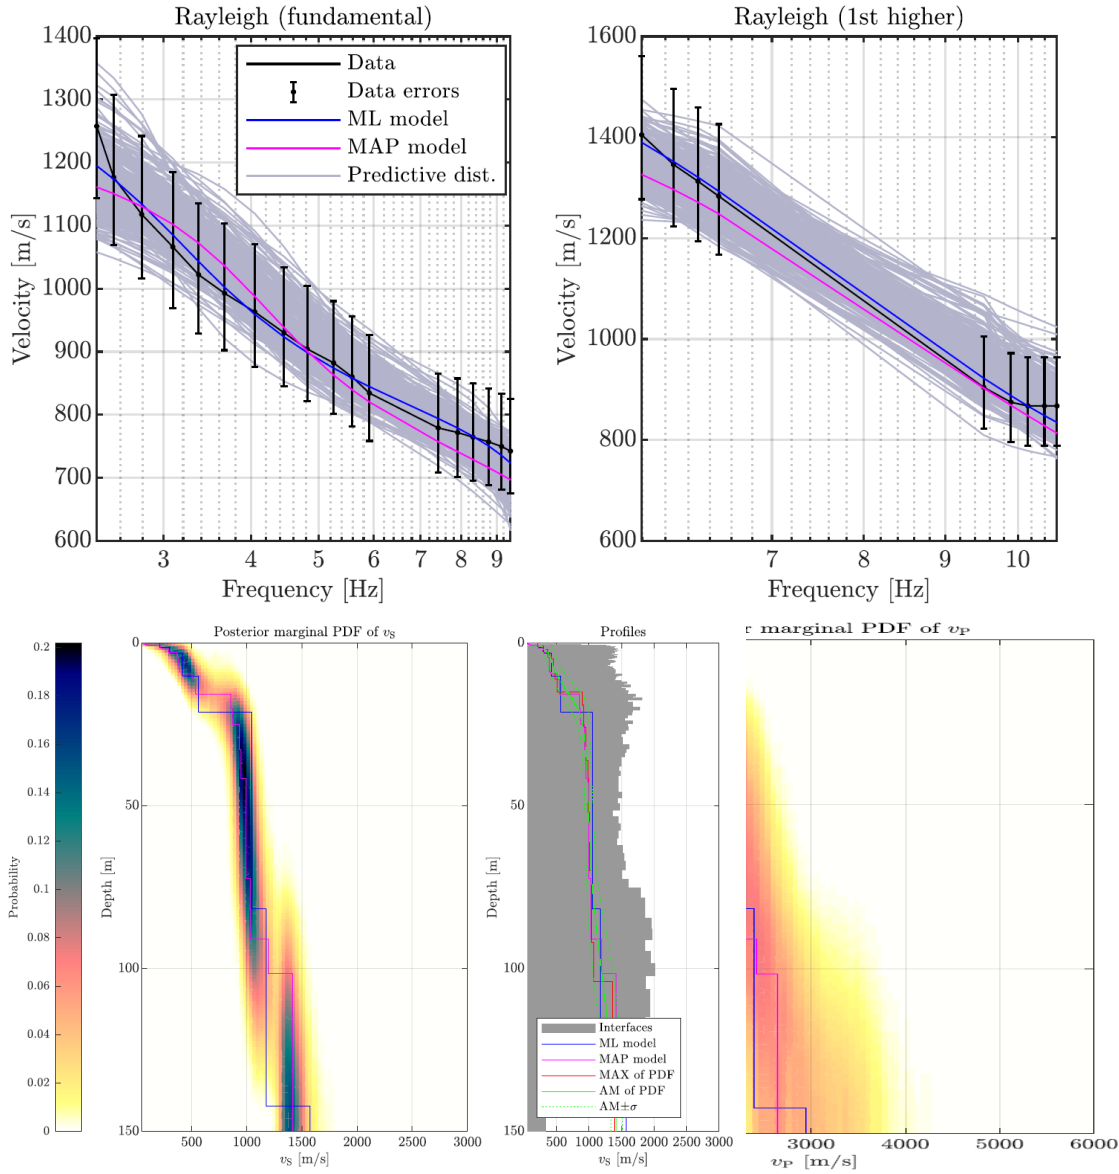 Rayleigh (fundamental)
1400
1300
1200
1100
1000
900
800
700
600
Velocity [m/s]
Data
Data errors
ML model
MAP model
Predictive dist.
3 4 5 6 7 8 9
Frequency [Hz]
Rayleigh (1st higher)
1600
1400
1200
1000
800
600
Velocity [m/s]
7 8 9 10
Frequency [Hz]
0.2
0.18
0.16
0.14
0.12
0.1
0.08
0.06
0.04
0.02
0
Probability
Posterior marginal PDF of vS
0
50
100
150
Depth [m]
500 1000 1500 2000 2500 3000
vS [m/s]
Profiles
0
50
100
150
Depth [m]
Interfaces
ML model
MAP model
MAX of PDF
AM of PDF
AM±σ
500 1000 1500 2000 2500 3000
vS [m/s]
r marginal PDF of vP
3000 4000 5000 6000
vP [m/s]